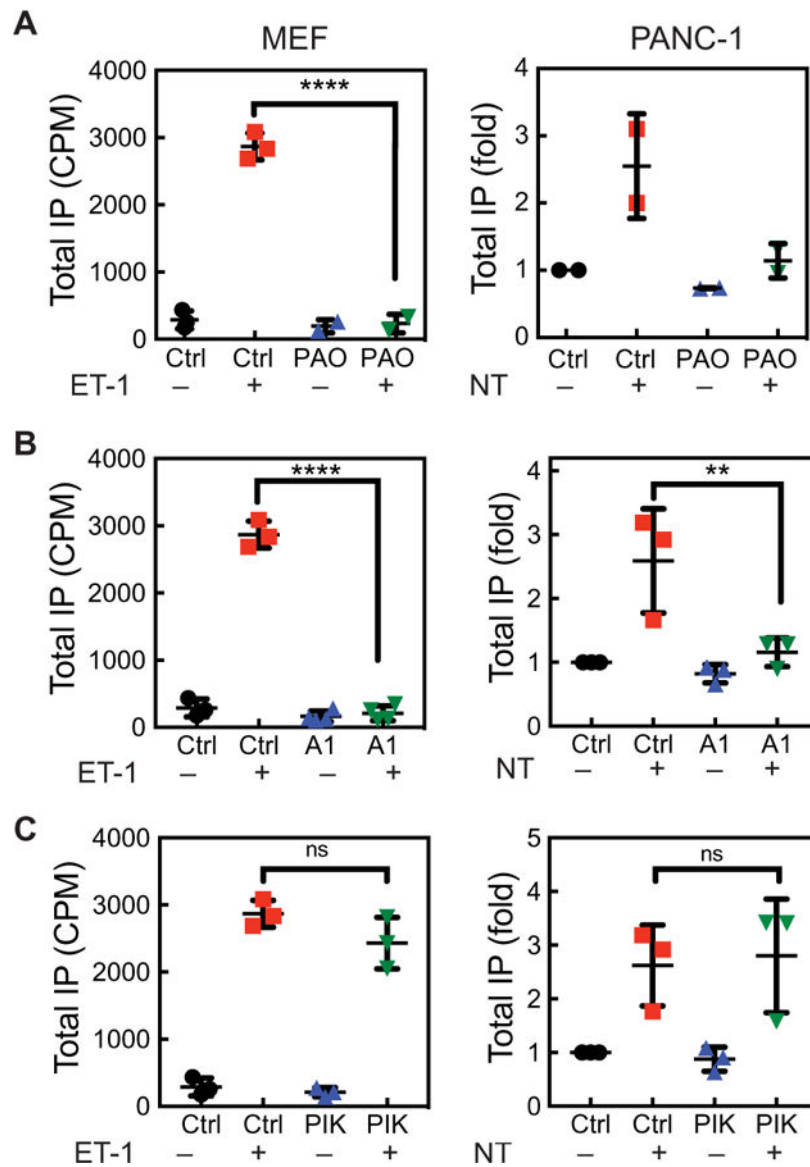 A
MEF
PANC-1
Total IP (CPM)
4000
3000
2000
1000
0
****
Ctrl Ctrl PAO PAO
ET-1 – + – +
Total IP (fold)
4
3
2
1
0
Ctrl Ctrl PAO PAO
NT – + – +
B
Total IP (CPM)
4000
3000
2000
1000
0
****
Ctrl Ctrl A1 A1
ET-1 – + – +
Total IP (fold)
4
3
2
1
0
**
Ctrl Ctrl A1 A1
NT – + – +
C
Total IP (CPM)
4000
3000
2000
1000
0
ns
Ctrl Ctrl PIK PIK
ET-1 – + – +
Total IP (fold)
5
4
3
2
1
0
ns
Ctrl Ctrl PIK PIK
NT – + – +